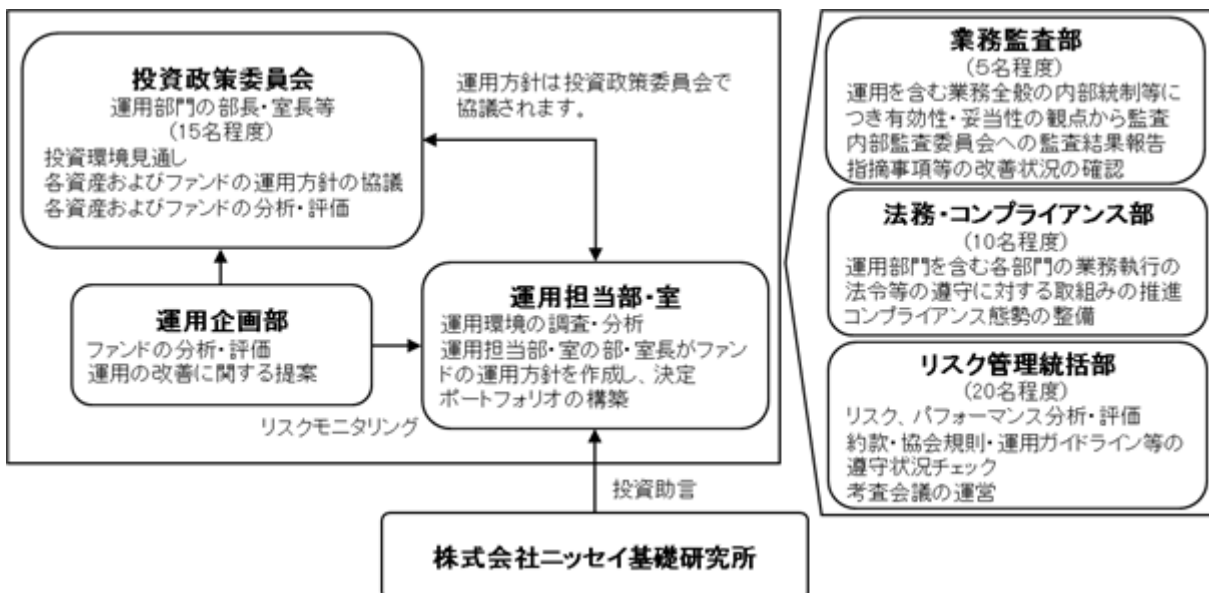 投資政策委員会
運用部門の部長・室長等
(15名程度)
投資環境見通し
各資産およびファンドの運用方針の協議
各資産およびファンドの分析・評価
運用方針は投資政策委員会で
協議されます。
運用企画部
ファンドの分析・評価
運用の改善に関する提案
リスクモニタリング
運用担当部・室
運用環境の調査・分析
運用担当部・室の部・室長がファン
ドの運用方針を作成し、決定
ポートフォリオの構築
投資助言
株式会社ニッセイ基礎研究所
業務監査部
(5名程度)
運用を含む業務全般の内部統制等に
つき有効性・妥当性の観点から監査
内部監査委員会への監査結果報告
指摘事項等の改善状況の確認
法務・コンプライアンス部
(10名程度)
運用部門を含む各部門の業務執行の
法令等の遵守に対する取組みの推進
コンプライアンス態勢の整備
リスク管理統括部
(20名程度)
リスク、パフォーマンス分析・評価
約款・協会規則・運用ガイドライン等の
遵守状況チェック
考査会議の運営